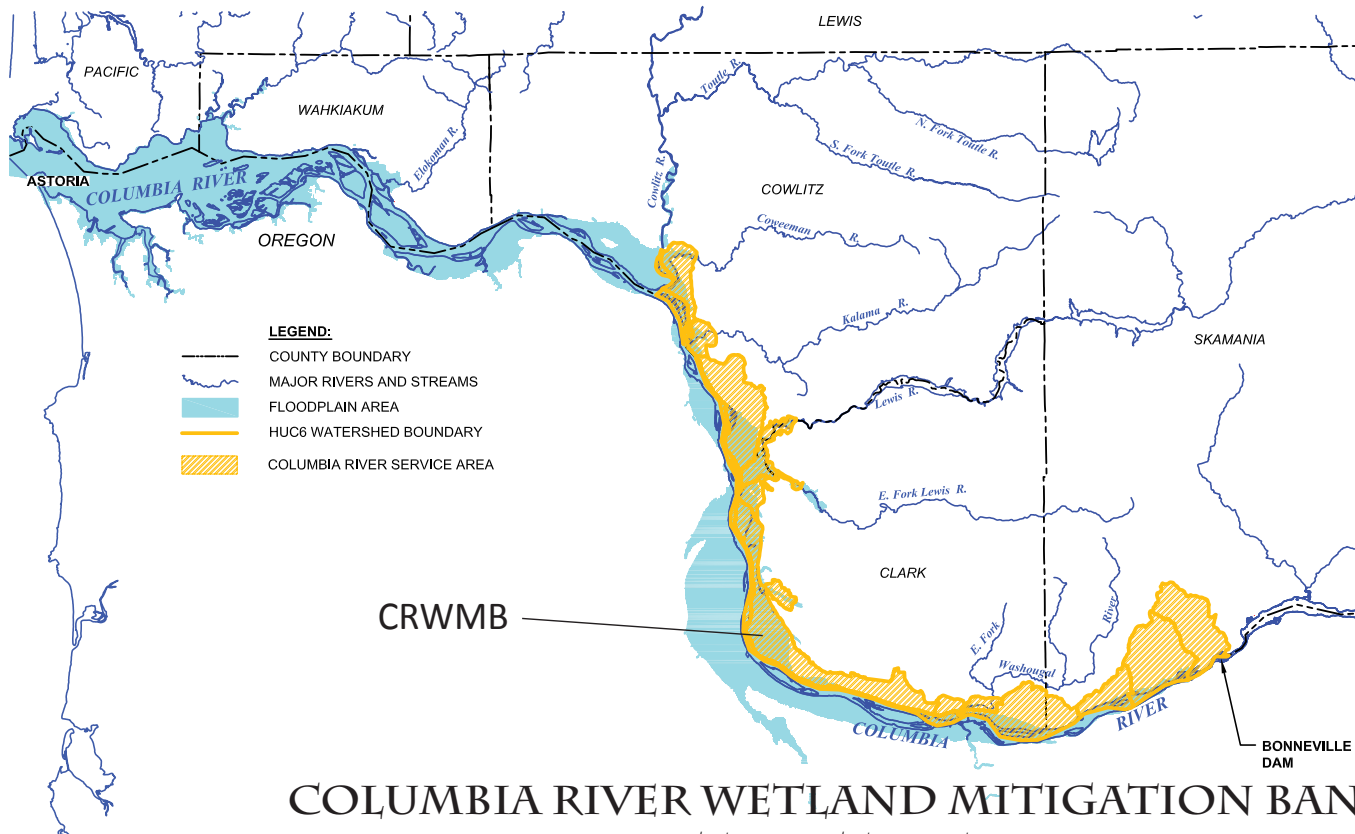 LEWIS
PACIFIC
WAHKIAKUM
Toutle R.
N. Fork Toutle R.
S. Fork Toutle R.
Elokoman R.
Cowlitz R.
COWLITZ
ASTORIA
COLUMBIA RIVER
OREGON
Coweeman R.
Kalama R.
SKAMANIA
LEGEND:
COUNTY BOUNDARY
MAJOR RIVERS AND STREAMS
FLOODPLAIN AREA
HUC6 WATERSHED BOUNDARY
COLUMBIA RIVER SERVICE AREA
Lewis R.
E. Fork Lewis R.
CLARK
CRWMB
E. Fork
Washougal
River
COLUMBIA
RIVER
BONNEVILLE
DAM
COLUMBIA RIVER WETLAND MITIGATION BAN